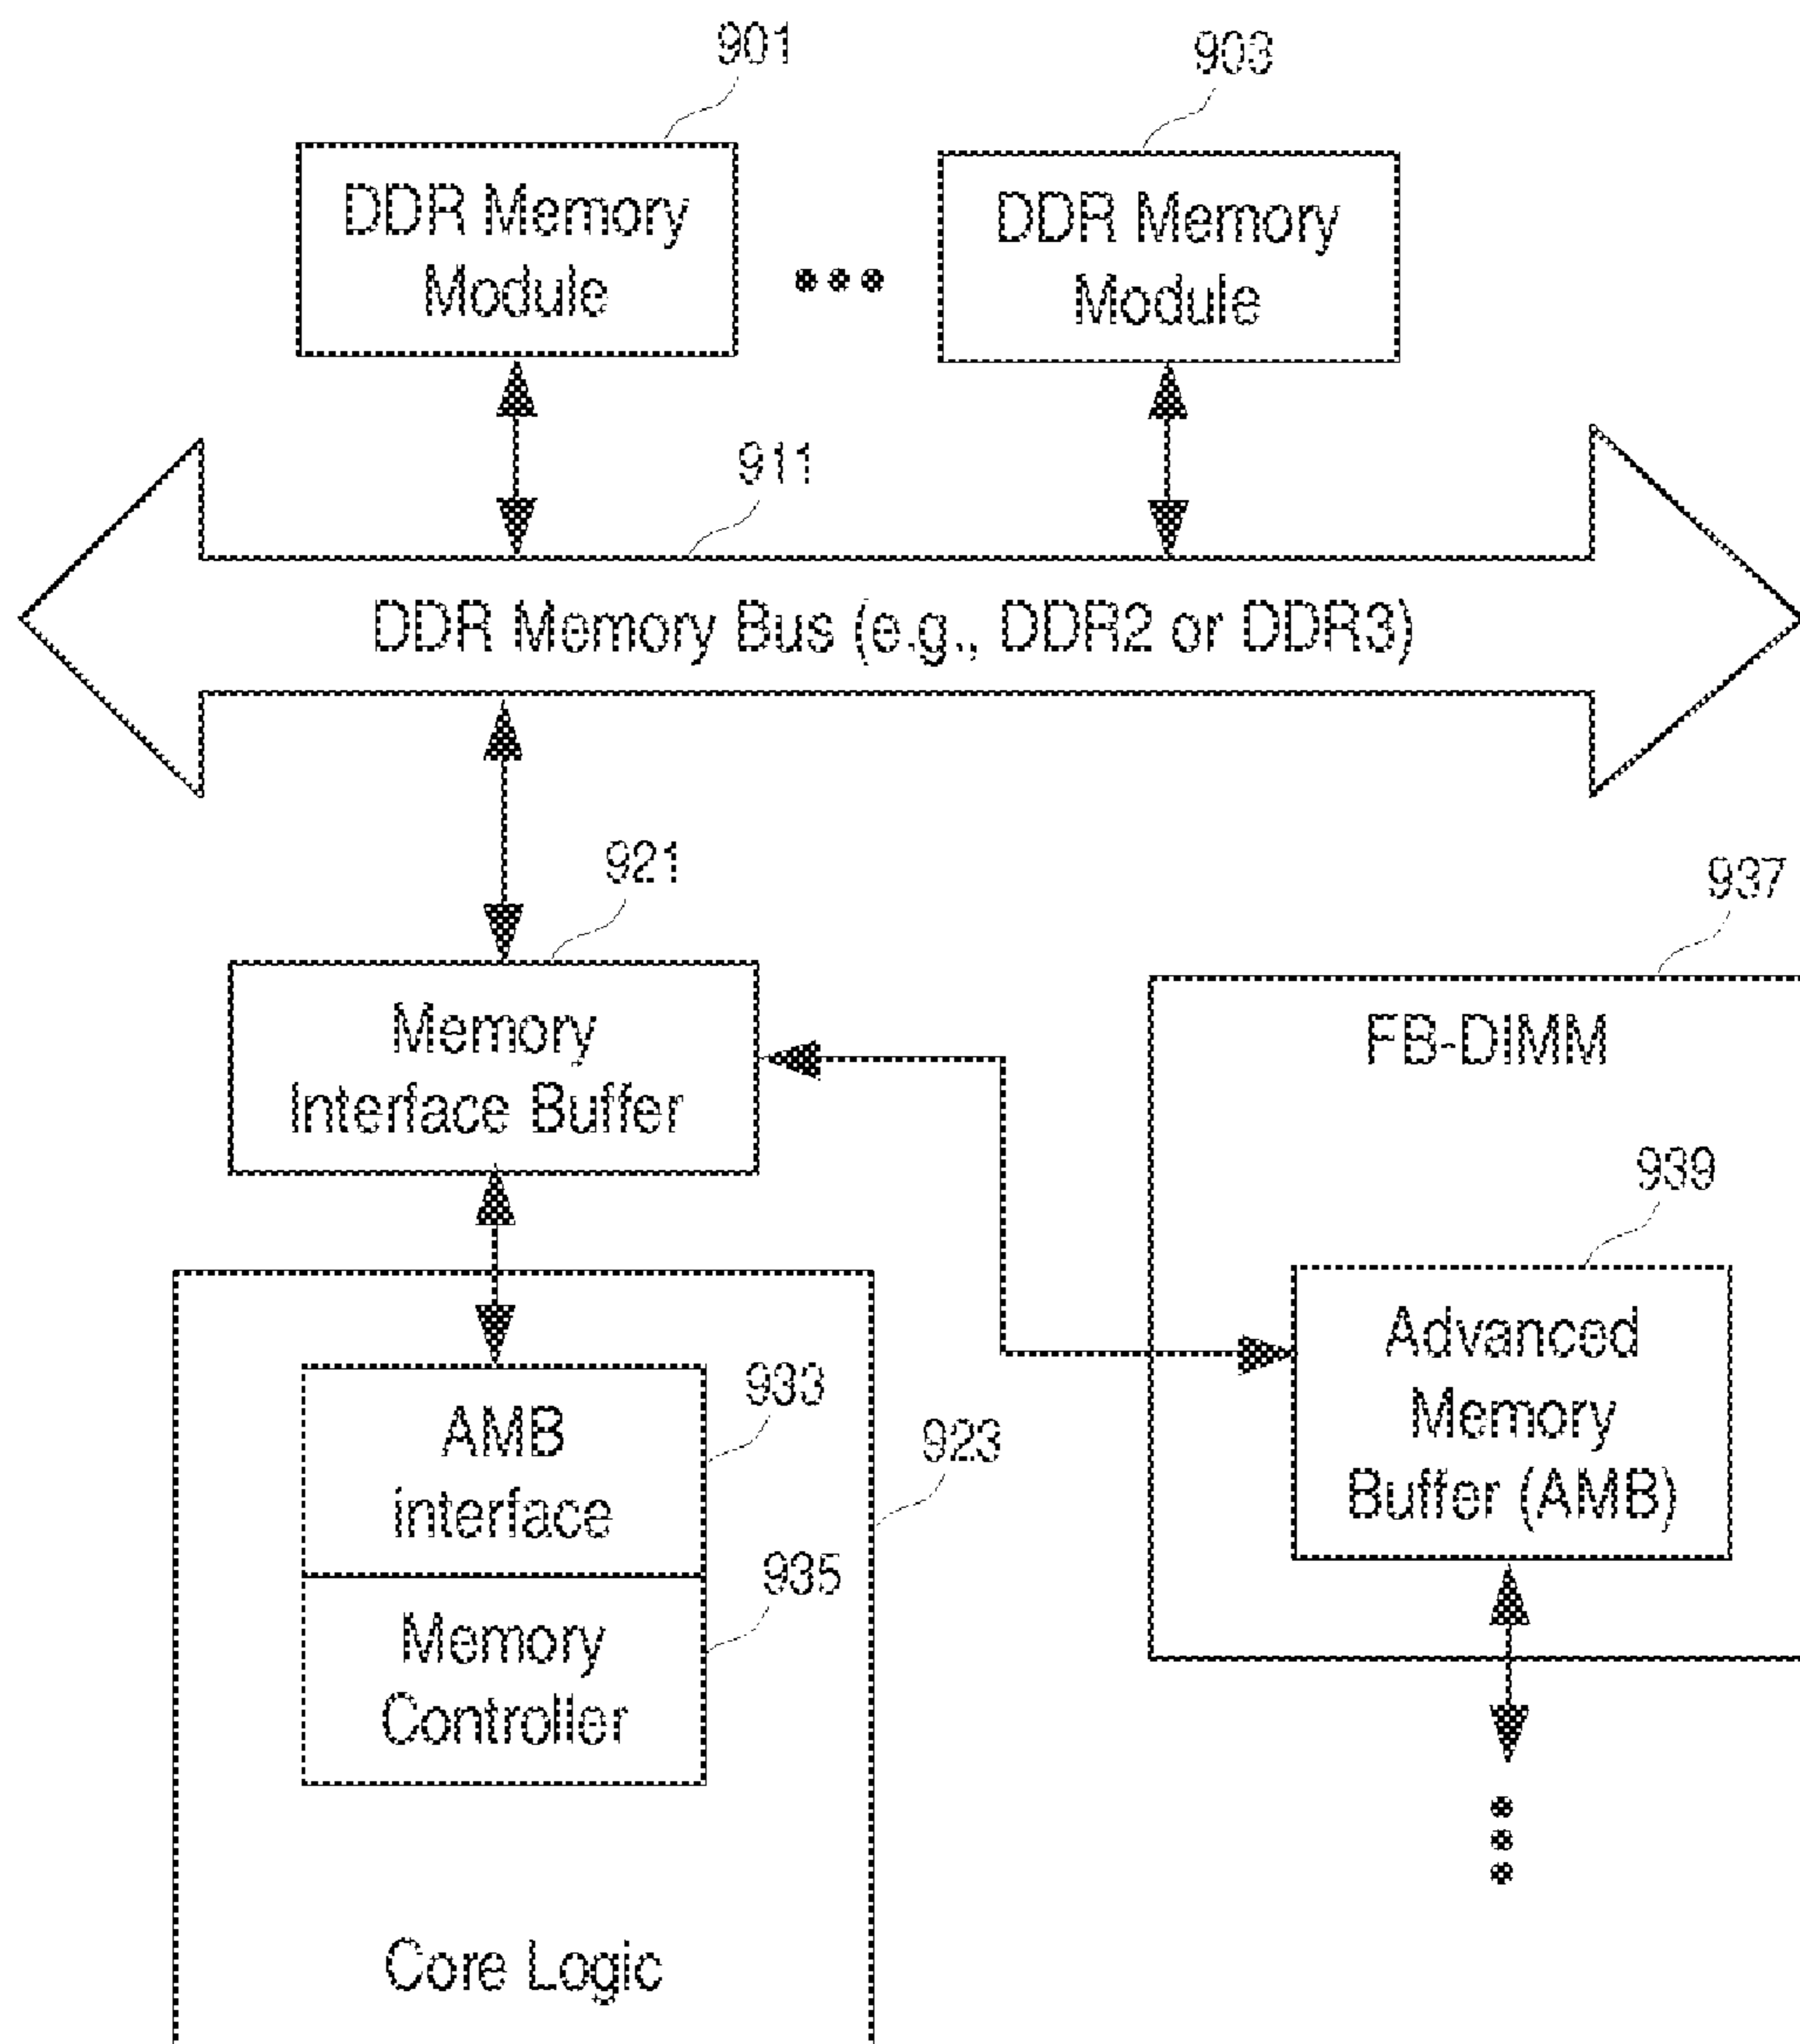 901
903
DDR Memory
Module
DDR Memory
Module
911
DDR Memory Bus (e.g., DDR2 or DDR3)
921
937
Memory
Interface Buffer
FB-DIMM
939
Advanced
Memory
Buffer (AMB)
933
AMB
interface
923
935
Memory
Controller
Core Logic